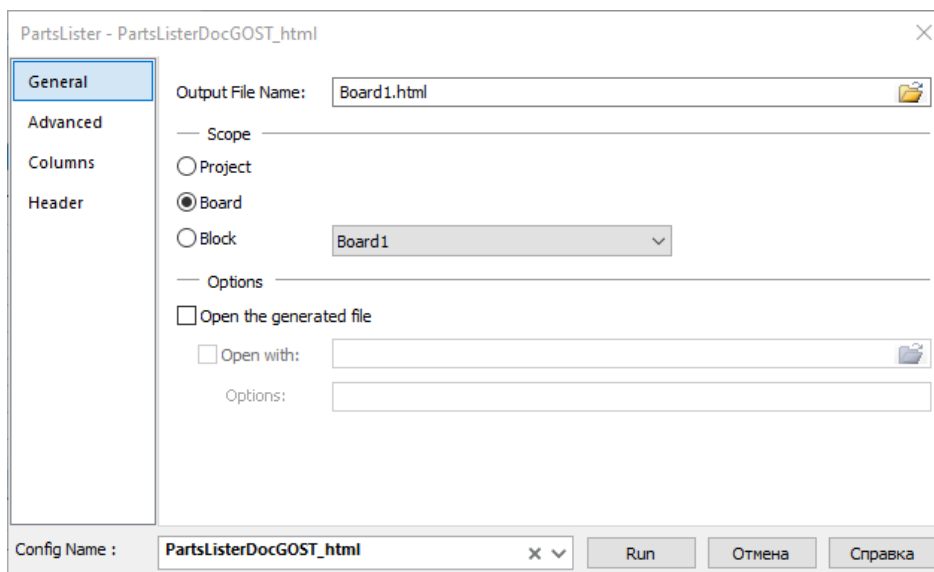 PartsLister - PartsListerDocGOST_html
General
Advanced
Columns
Header
Output File Name: Board1.html
Scope
Project
Board
Block Board1
Options
Open the generated file
Open with:
Options:
Config Name : PartsListerDocGOST_html Run Отмена Справка